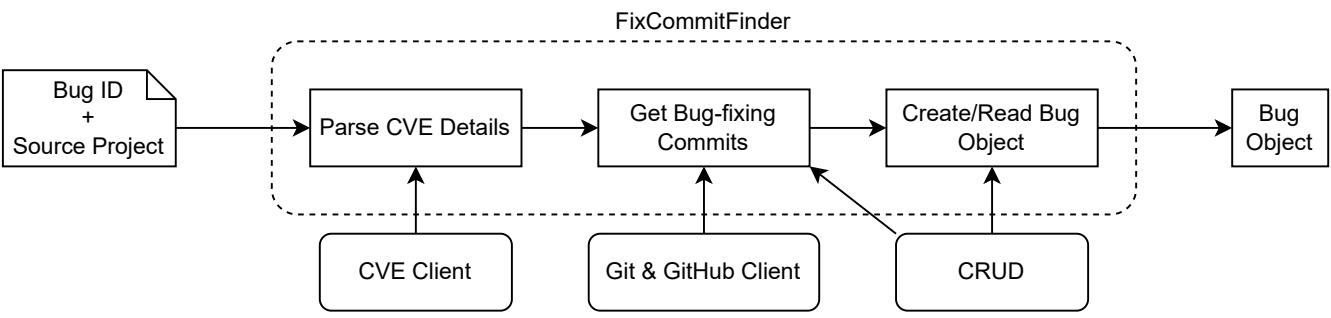 FixCommitFinder
Bug ID
+
Source Project
Parse CVE Details
Get Bug-fixing
Commits
Create/Read Bug
Object
Bug
Object
CVE Client
Git & GitHub Client
CRUD